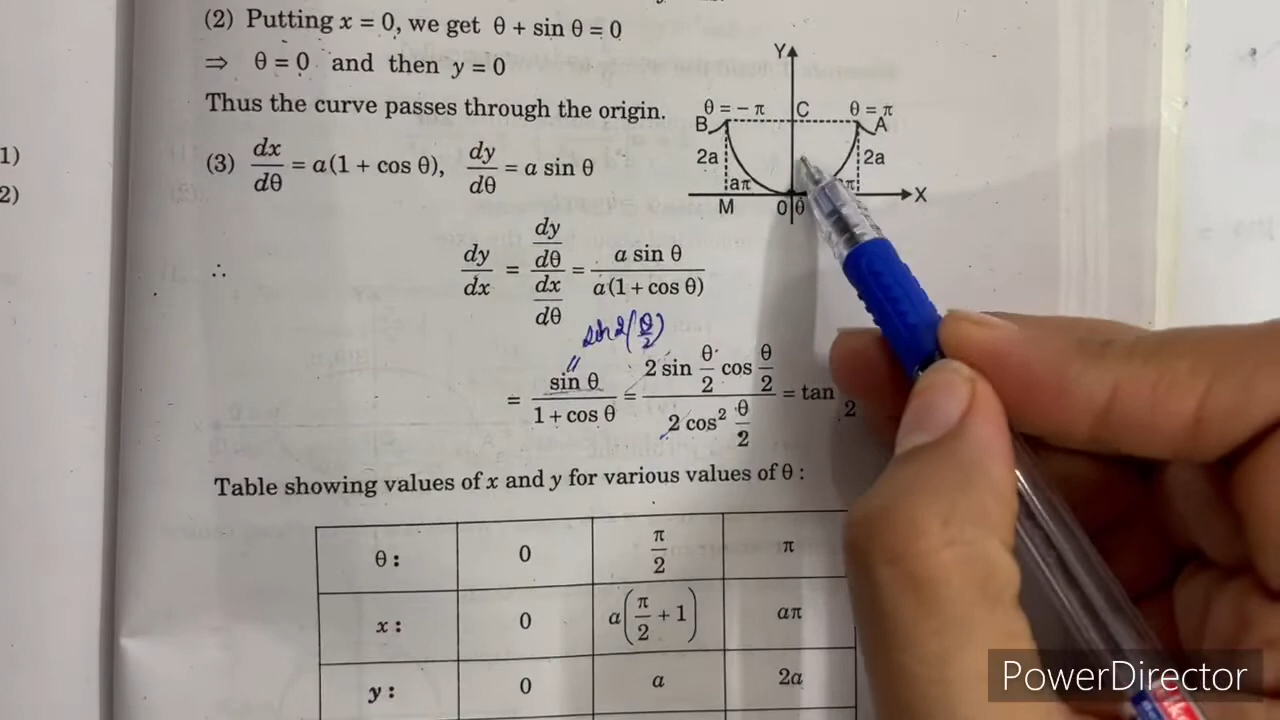 (2) Putting x = 0, we get θ + sin θ = 0
⇒ θ = 0 and then y = 0
Thus the curve passes through the origin.
1)
2)
(3) dx/dθ = a(1 + cos θ), dy/dθ = a sin θ
∴ dy/dx = (dy/dθ)/(dx/dθ) = a sin θ/a(1 + cos θ)
sin 2(θ/2)
"
= sin θ/1 + cos θ = 2 sin θ/2 cos θ/2 / 2 cos² θ/2 = tan 2
Y
θ = − π C θ = π
B A
2a 2a
aπ π
X
M O θ
Table showing values of x and y for various values of θ :
θ : 0 π/2 π
x : 0 a(π/2 + 1) aπ
y : 0 a 2a
PowerDirector